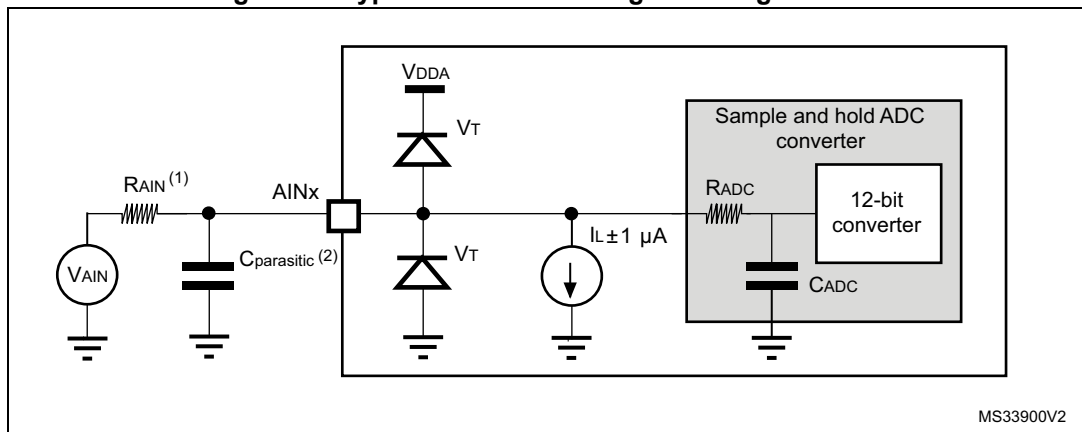 VDDA
Sample and hold ADC
converter
VT
RAIN (1)
AINx
RADC
12-bit
converter
IL±1 µA
VT
Cparasitic (2)
VAIN
CADC
MS33900V2